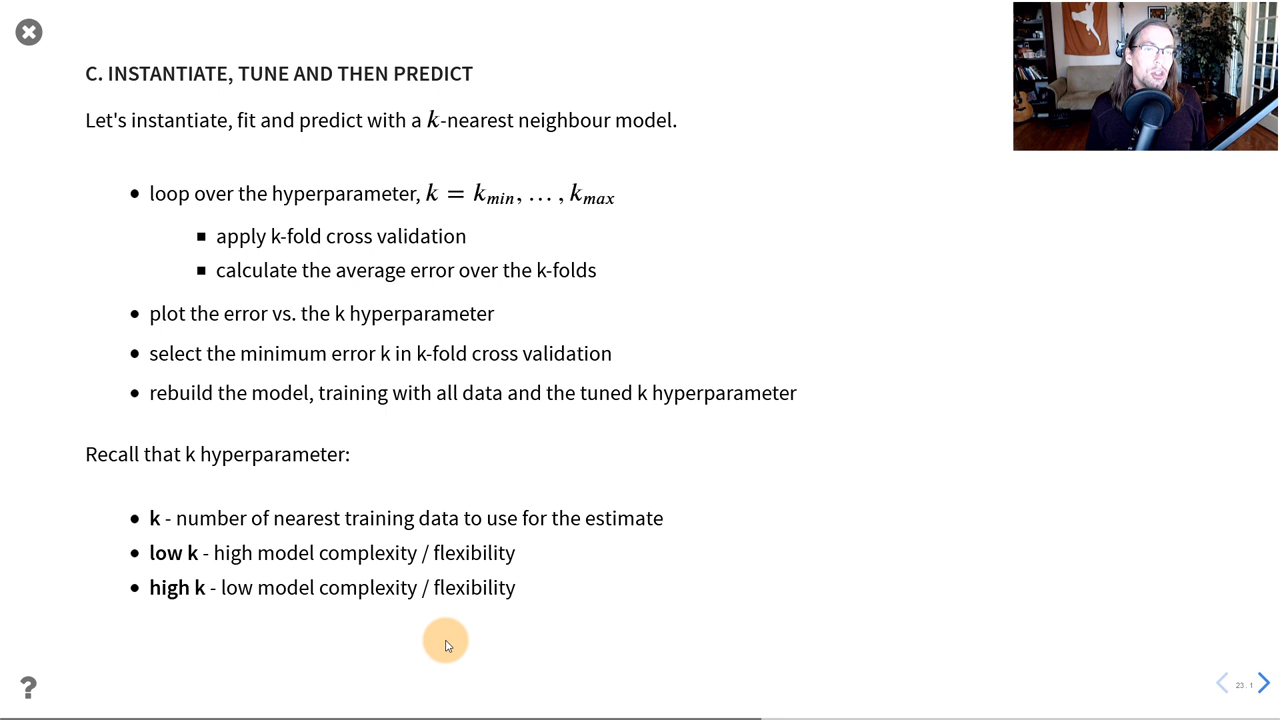 C. INSTANTIATE, TUNE AND THEN PREDICT
Let's instantiate, fit and predict with a k-nearest neighbour model.
• loop over the hyperparameter, k = k_min, … , k_max
▪ apply k-fold cross validation
▪ calculate the average error over the k-folds
• plot the error vs. the k hyperparameter
• select the minimum error k in k-fold cross validation
• rebuild the model, training with all data and the tuned k hyperparameter
Recall that k hyperparameter:
• k - number of nearest training data to use for the estimate
• low k - high model complexity / flexibility
• high k - low model complexity / flexibility
?
23.1